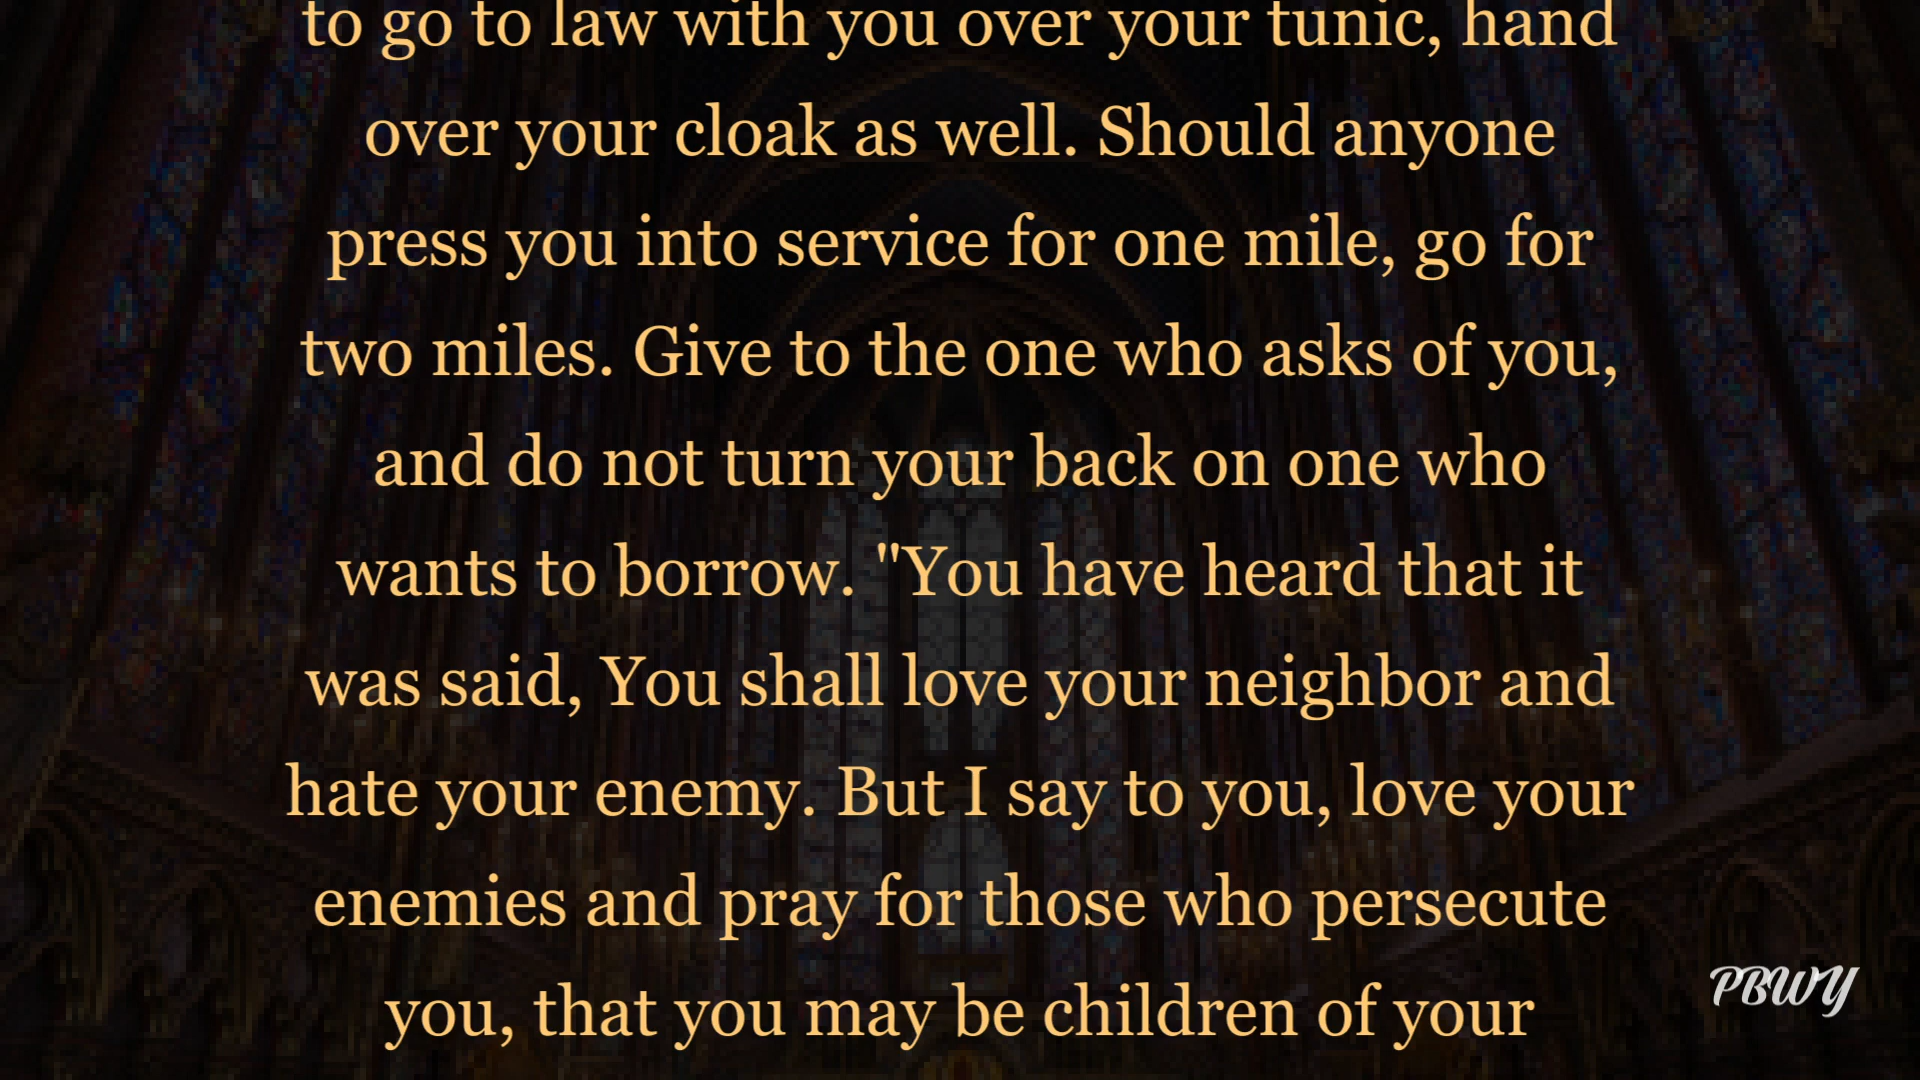 to go to law with you over your tunic, hand
over your cloak as well. Should anyone
press you into service for one mile, go for
two miles. Give to the one who asks of you,
and do not turn your back on one who
wants to borrow. "You have heard that it
was said, You shall love your neighbor and
hate your enemy. But I say to you, love your
enemies and pray for those who persecute
you, that you may be children of your
PBWY